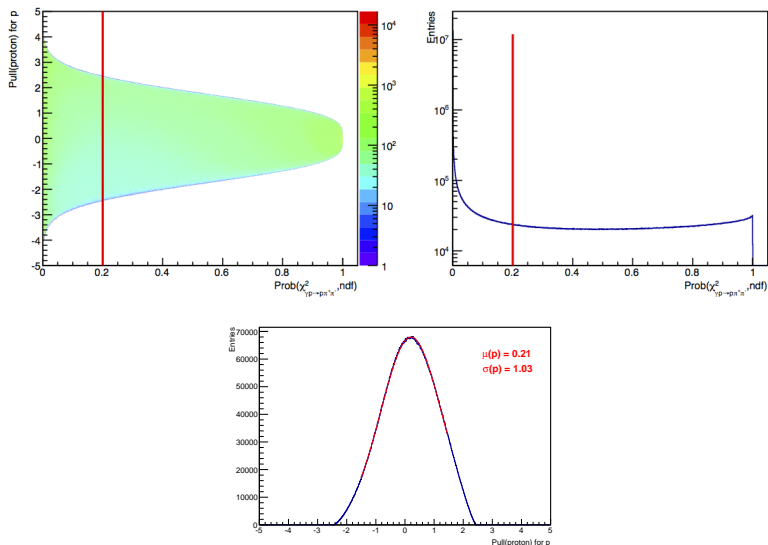 Pull(proton) for p
5
4
3
2
1
0
-1
-2
-3
-4
-5
0 0.2 0.4 0.6 0.8 1
Prob(χ²γp→pπ⁺π⁻,ndf)
10⁴
10³
10²
10
1
Entries
10⁷
10⁶
10⁵
10⁴
0 0.2 0.4 0.6 0.8 1
Prob(χ²γp→pπ⁺π⁻,ndf)
Entries
70000
60000
50000
40000
30000
20000
10000
0
μ(p) = 0.21
σ(p) = 1.03
-5 -4 -3 -2 -1 0 1 2 3 4 5
Pull(proton) for p